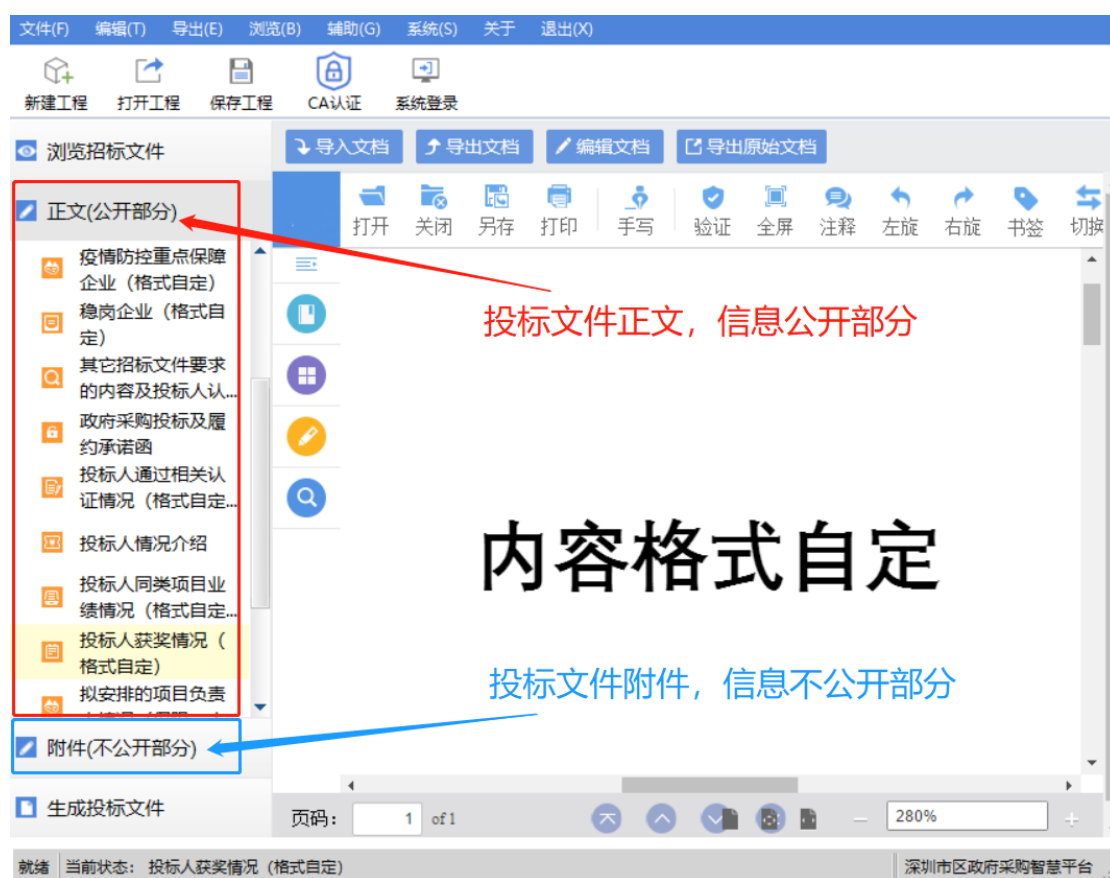 文件(F) 编辑(T) 导出(E) 浏览(B) 辅助(G) 系统(S) 关于 退出(X)
新建工程 打开工程 保存工程 CA认证 系统登录
浏览招标文件
导入文档 导出文档 编辑文档 导出原始文档
正文(公开部分)
打开 关闭 另存 打印 手写 验证 全屏 注释 左旋 右旋 书签 切换
疫情防控重点保障
企业（格式自定）
稳岗企业（格式自
定）
其它招标文件要求
的内容及投标人认...
政府采购投标及履
约承诺函
投标人通过相关认
证情况（格式自定...
投标人情况介绍
投标人同类项目业
绩情况（格式自定...
投标人获奖情况（
格式自定）
拟安排的项目负责
投标文件正文，信息公开部分
内容格式自定
投标文件附件，信息不公开部分
附件(不公开部分)
生成投标文件
页码: 1 of 1 280%
就绪 当前状态: 投标人获奖情况（格式自定） 深圳市区政府采购智慧平台